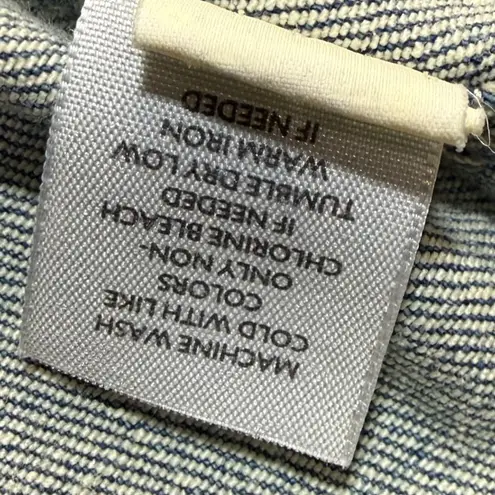 MACHINE WASH
COLD WITH LIKE
COLORS
ONLY NON-
CHLORINE BLEACH
IF NEEDED
TUMBLE DRY LOW
WARM IRON
IF NEEDED